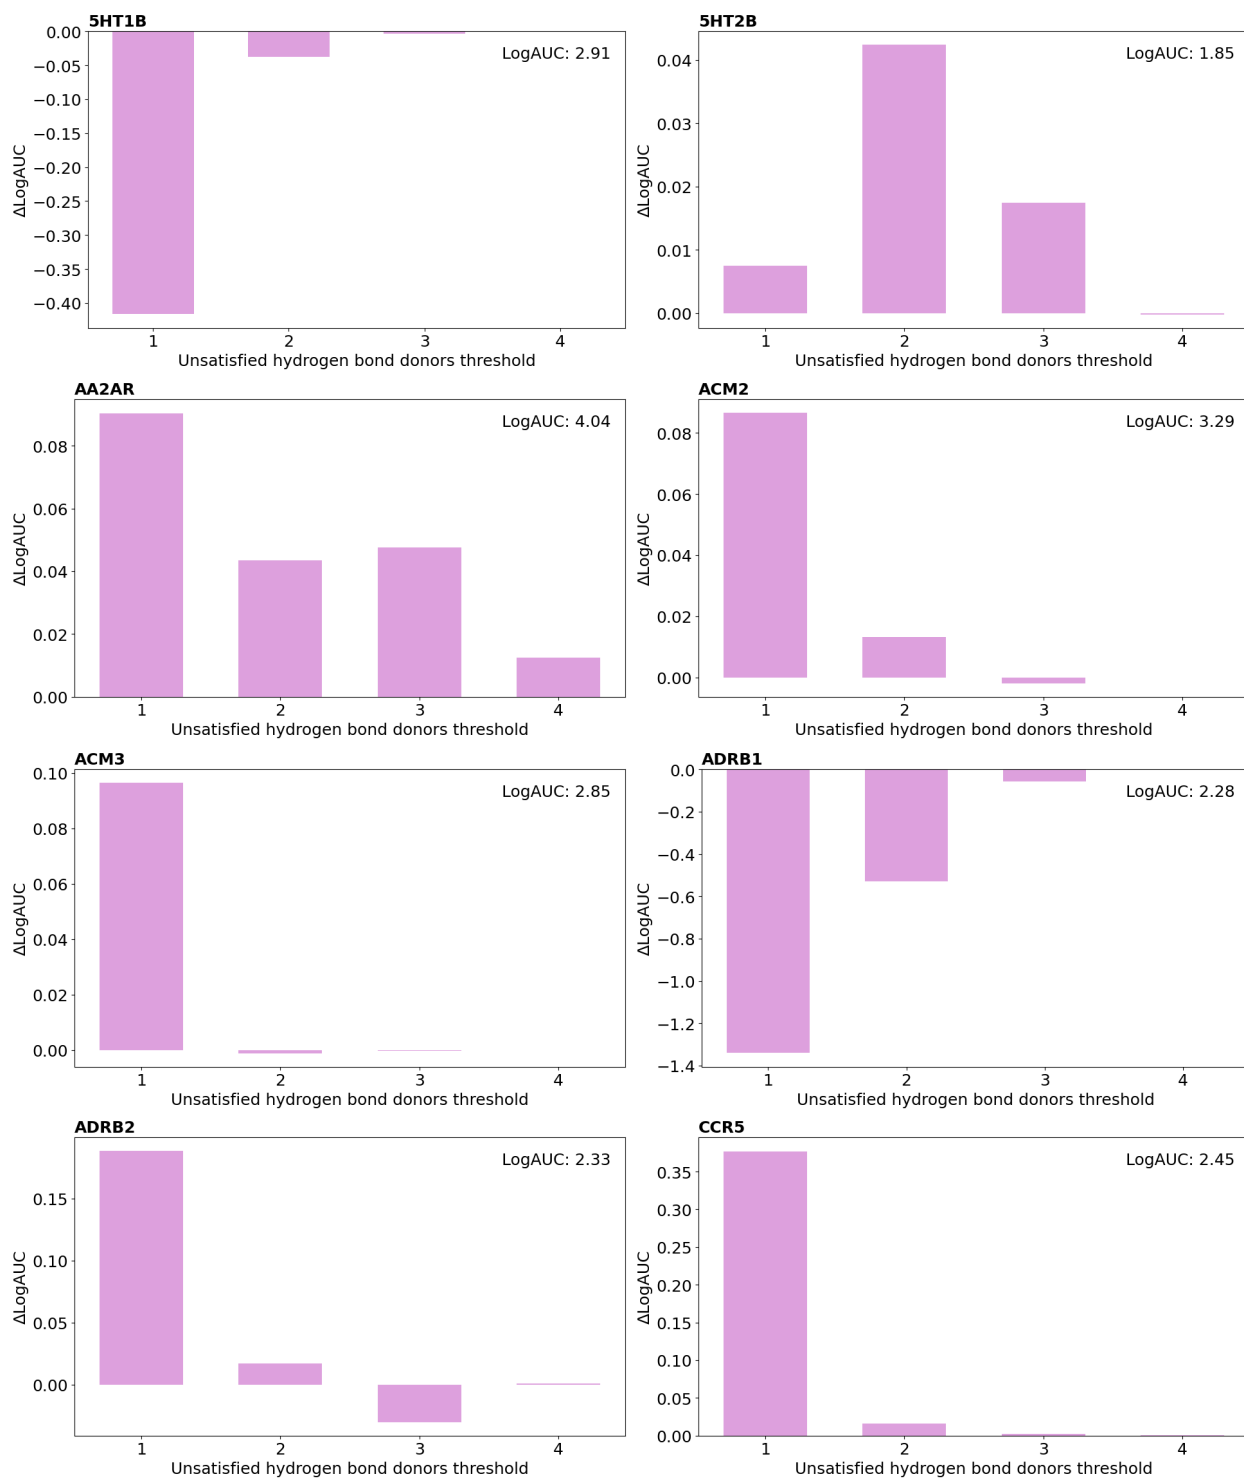 5HT1B
LogAUC: 2.91
ΔLogAUC
0.00
−0.05
−0.10
−0.15
−0.20
−0.25
−0.30
−0.35
−0.40
1 2 3 4
Unsatisfied hydrogen bond donors threshold
5HT2B
LogAUC: 1.85
ΔLogAUC
0.04
0.03
0.02
0.01
0.00
1 2 3 4
Unsatisfied hydrogen bond donors threshold
AA2AR
LogAUC: 4.04
ΔLogAUC
0.08
0.06
0.04
0.02
0.00
1 2 3 4
Unsatisfied hydrogen bond donors threshold
ACM2
LogAUC: 3.29
ΔLogAUC
0.08
0.06
0.04
0.02
0.00
1 2 3 4
Unsatisfied hydrogen bond donors threshold
ACM3
LogAUC: 2.85
ΔLogAUC
0.10
0.08
0.06
0.04
0.02
0.00
1 2 3 4
Unsatisfied hydrogen bond donors threshold
ADRB1
LogAUC: 2.28
ΔLogAUC
0.0
−0.2
−0.4
−0.6
−0.8
−1.0
−1.2
−1.4
1 2 3 4
Unsatisfied hydrogen bond donors threshold
ADRB2
LogAUC: 2.33
ΔLogAUC
0.15
0.10
0.05
0.00
1 2 3 4
Unsatisfied hydrogen bond donors threshold
CCR5
LogAUC: 2.45
ΔLogAUC
0.35
0.30
0.25
0.20
0.15
0.10
0.05
0.00
1 2 3 4
Unsatisfied hydrogen bond donors threshold